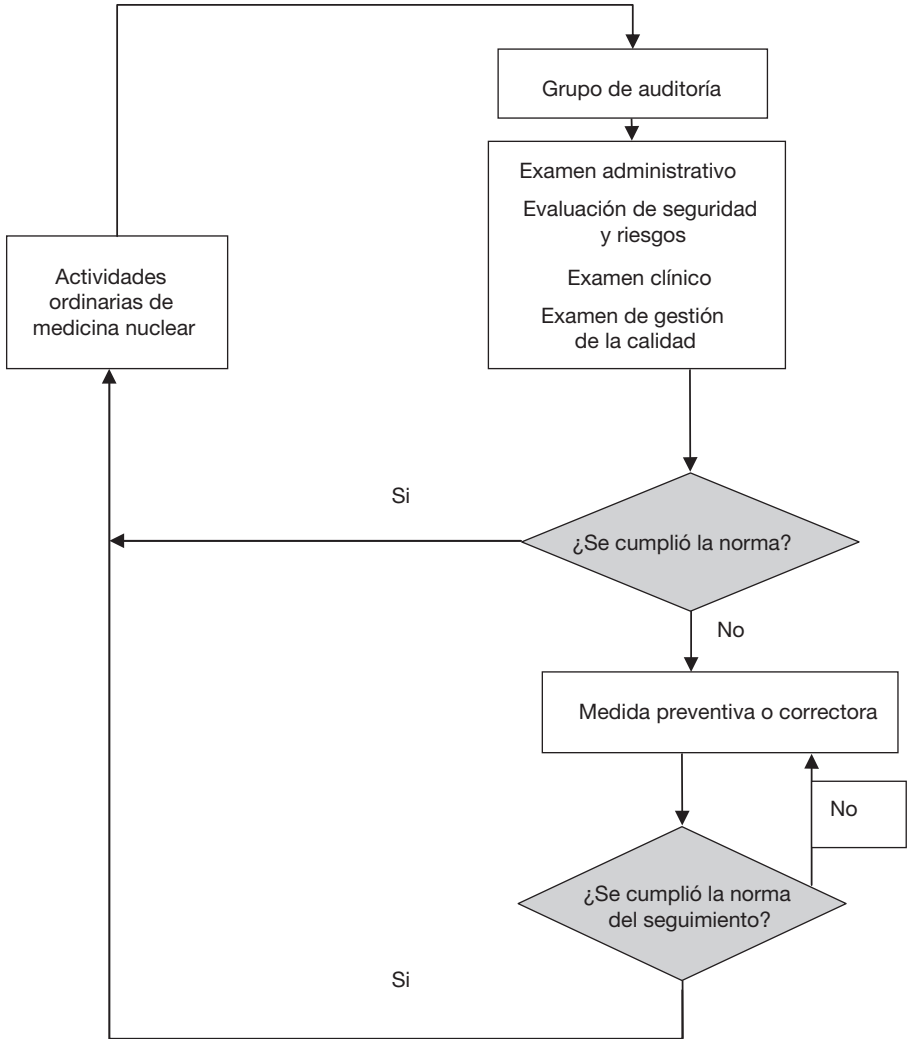 Grupo de auditoría
Examen administrativo
Evaluación de seguridad
y riesgos
Examen clínico
Examen de gestión
de la calidad
Actividades
ordinarias de
medicina nuclear
Si
¿Se cumplió la norma?
No
Medida preventiva o correctora
No
¿Se cumplió la norma
del seguimiento?
Si